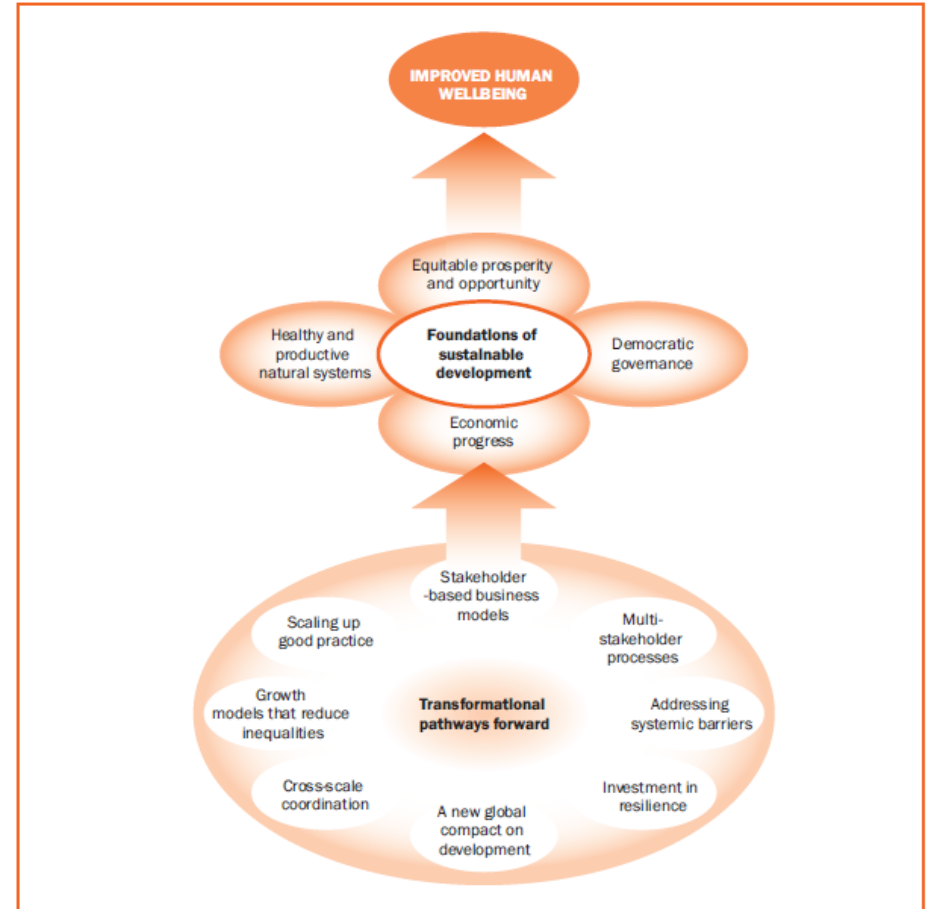 IMPROVED HUMAN
WELLBEING
Equitable prosperity
and opportunity
Healthy and
productive
natural systems
Foundations of
sustainable
development
Democratic
governance
Economic
progress
Stakeholder
-based business
models
Scaling up
good practice
Multi-
stakeholder
processes
Growth
models that reduce
inequalities
Transformational
pathways forward
Addressing
systemic barriers
Cross-scale
coordination
A new global
compact on
development
Investment in
resilience